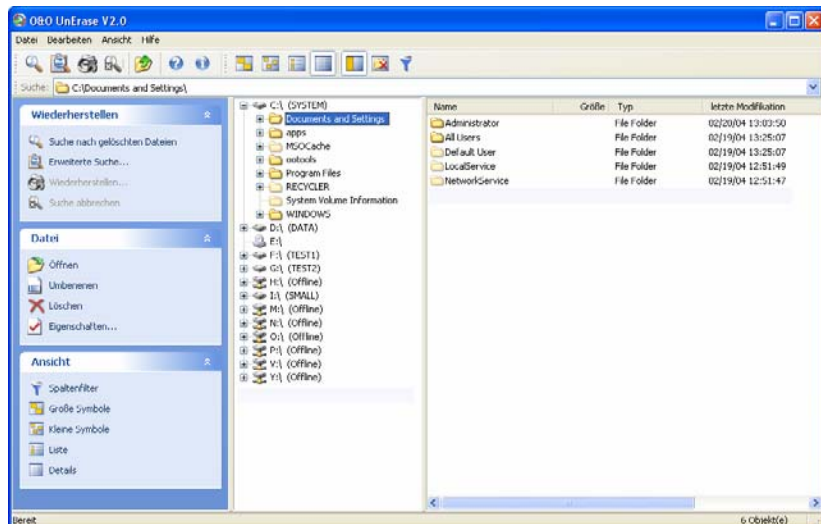 O&O UnErase V2.0
Datei Bearbeiten Ansicht Hilfe
Suche: C:\Documents and Settings\
Wiederherstellen
Suche nach gelöschten Dateien
Erweiterte Suche...
Wiederherstellen...
Suche abbrechen
Datei
Öffnen
Umbenennen
Löschen
Eigenschaften...
Ansicht
Spaltenfilter
Große Symbole
Kleine Symbole
Liste
Details
C:\ (SYSTEM)
Documents and Settings
apps
MSOCache
ootools
Program Files
RECYCLER
System Volume Information
WINDOWS
D:\ (DATA)
E:\
F:\ (TEST1)
G:\ (TEST2)
H:\ (Offline)
I:\ (SMALL)
M:\ (Offline)
N:\ (Offline)
O:\ (Offline)
P:\ (Offline)
V:\ (Offline)
Y:\ (Offline)
Name Größe Typ letzte Modifikation
Administrator File Folder 02/20/04 13:03:50
All Users File Folder 02/19/04 13:25:07
Default User File Folder 02/19/04 13:25:07
LocalService File Folder 02/19/04 12:51:49
NetworkService File Folder 02/19/04 12:51:47
Bereit 6 Objekt(e)